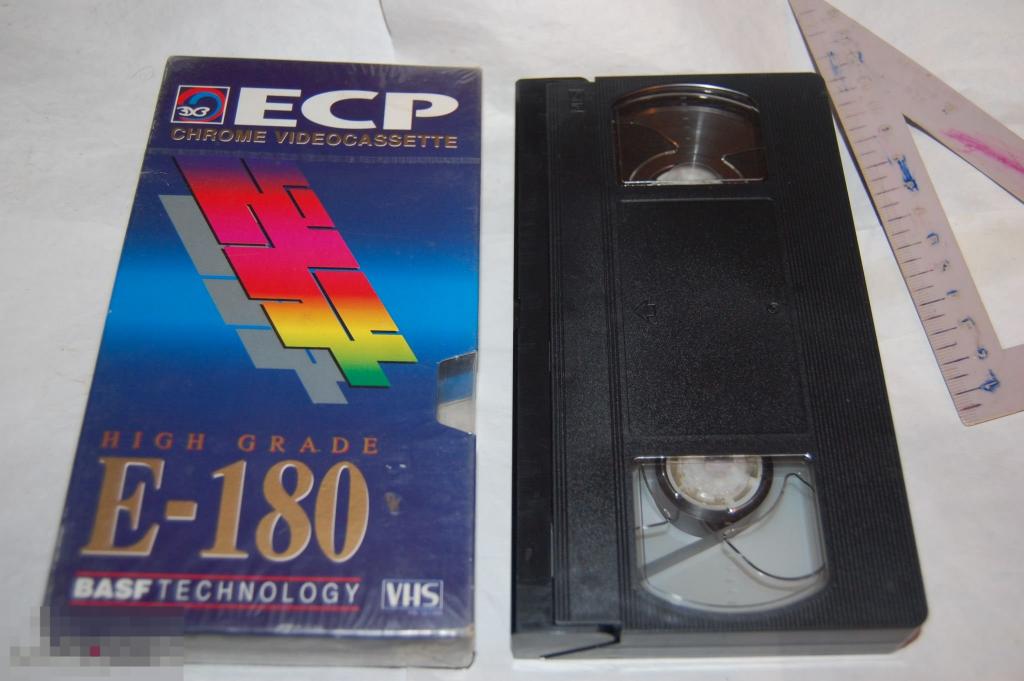 ECP
CHROME VIDEOCASSETTE
HIGH GRADE
E-180
BASF TECHNOLOGY
VHS